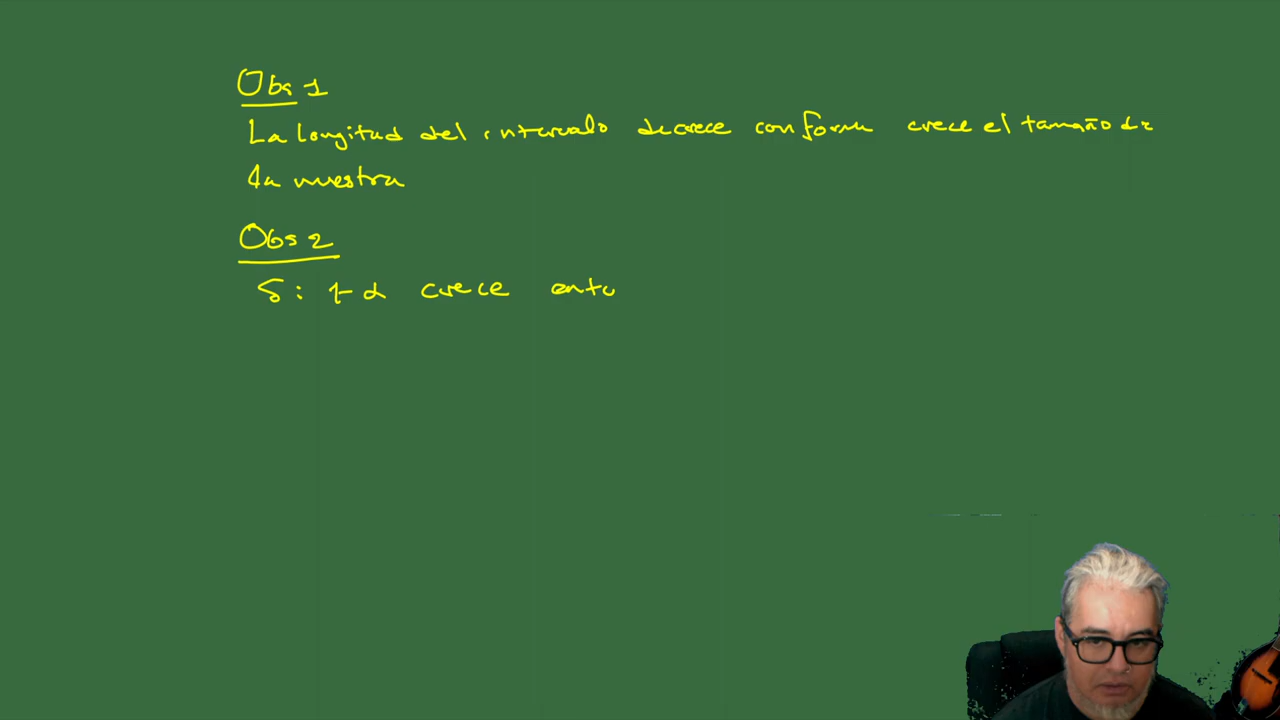 Obs 1
La longitud del intervalo decrece conforme crece el tamaño de
la muestra
Obs 2
Si 1-α crece ento